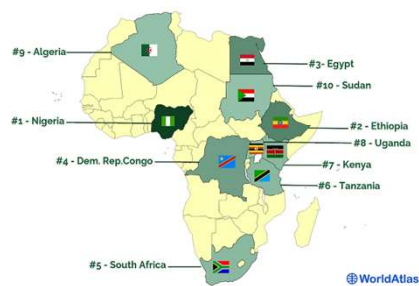 #9 - Algeria
#3- Egypt
#10 - Sudan
#1 - Nigeria
#2 - Ethiopia
#8 - Uganda
#4 - Dem. Rep.Congo
#7 - Kenya
#6 - Tanzania
#5 - South Africa
WorldAtlas